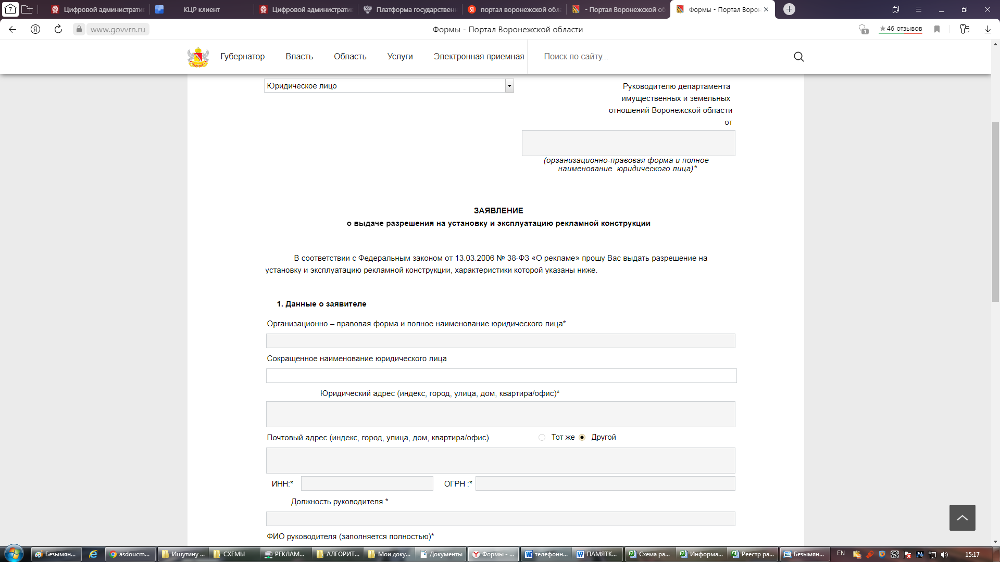 7
Цифровой административн
КЦР клиент
Цифровой административн
Платформа государственн
портал воронежской обла
- Портал Воронежской об
Формы - Портал Ворон
www.govvrn.ru
Формы - Портал Воронежской области
1
46 отзывов
Губернатор
Власть
Область
Услуги
Электронная приемная
Поиск по сайту...
Юридическое лицо
Руководителю департамента
имущественных и земельных
отношений Воронежской области
от
(организационно-правовая форма и полное
наименование юридического лица)*
ЗАЯВЛЕНИЕ
о выдаче разрешения на установку и эксплуатацию рекламной конструкции
В соответствии с Федеральным законом от 13.03.2006 № 38-ФЗ «О рекламе» прошу Вас выдать разрешение на
установку и эксплуатацию рекламной конструкции, характеристики которой указаны ниже.
1. Данные о заявителе
Организационно – правовая форма и полное наименование юридического лица*
Сокращенное наименование юридического лица
Юридический адрес (индекс, город, улица, дом, квартира/офис)*
Почтовый адрес (индекс, город, улица, дом, квартира/офис)
Тот же
Другой
ИНН:*
ОГРН :*
Должность руководителя *
ФИО руководителя (заполняется полностью)*
Безымян...
asdoucm...
Ишутину ...
СХЕМЫ
РЕКЛАМ...
АЛГОРИТ...
Мои доку...
Документы
Формы - ...
телефонн...
ПАМЯТК...
Схема ра...
Информа...
Реестр ра...
Безымян...
EN
15:17